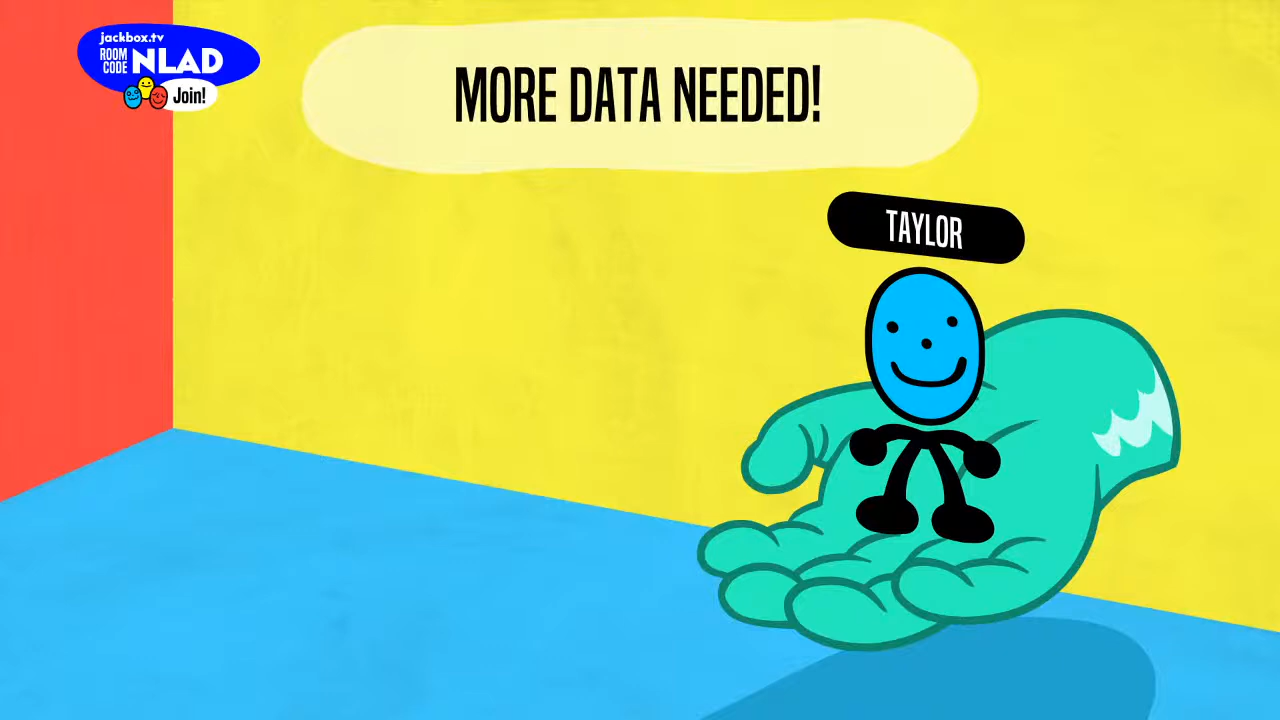 jackbox.tv
ROOM
CODE
NLAD
Join!
MORE DATA NEEDED!
TAYLOR